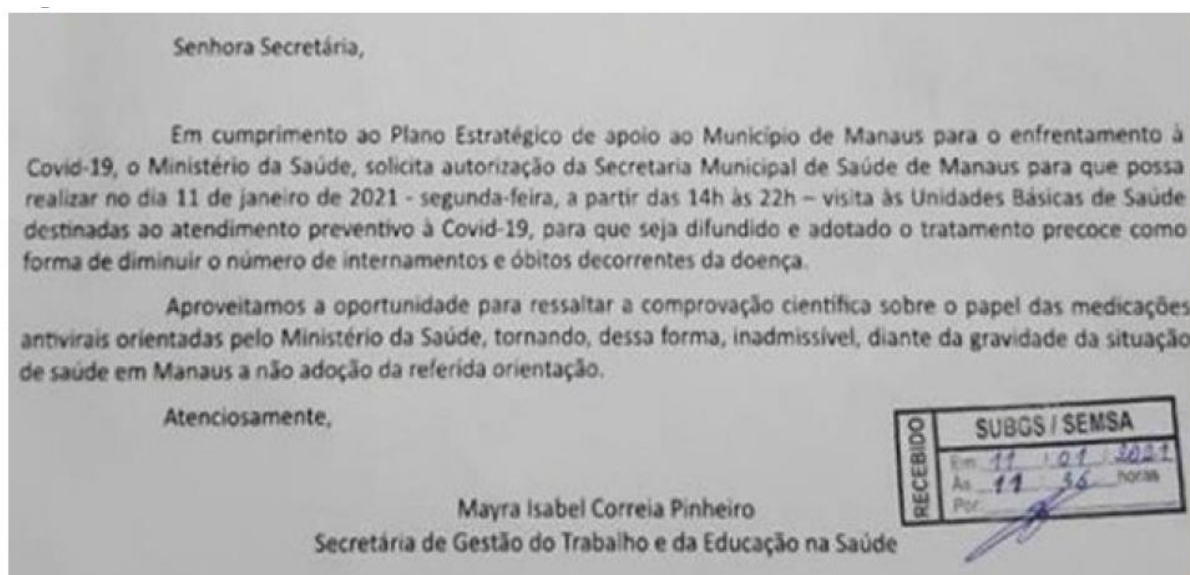 Senhora Secretária,
Em cumprimento ao Plano Estratégico de apoio ao Município de Manaus para o enfrentamento à
Covid-19, o Ministério da Saúde, solicita autorização da Secretaria Municipal de Saúde de Manaus para que possa
realizar no dia 11 de janeiro de 2021 - segunda-feira, a partir das 14h às 22h – visita às Unidades Básicas de Saúde
destinadas ao atendimento preventivo à Covid-19, para que seja difundido e adotado o tratamento precoce como
forma de diminuir o número de internamentos e óbitos decorrentes da doença.
Aproveitamos a oportunidade para ressaltar a comprovação científica sobre o papel das medicações
antivirais orientadas pelo Ministério da Saúde, tornando, dessa forma, inadmissível, diante da gravidade da situação
de saúde em Manaus a não adoção da referida orientação.
Atenciosamente,
RECEBIDO
SUBGS / SEMSA
Em 11 / 01 / 2021
Às 11 36 horas
Por
Mayra Isabel Correia Pinheiro
Secretária de Gestão do Trabalho e da Educação na Saúde